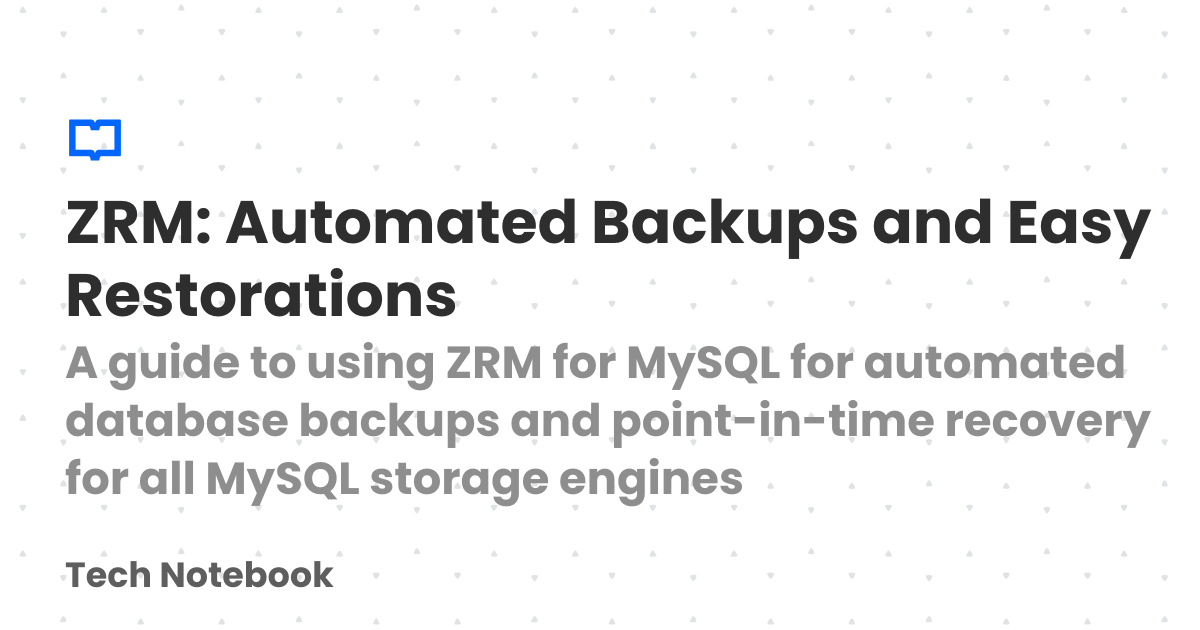 ZRM: Automated Backups and Easy
Restorations
A guide to using ZRM for MySQL for automated
database backups and point-in-time recovery
for all MySQL storage engines
Tech Notebook